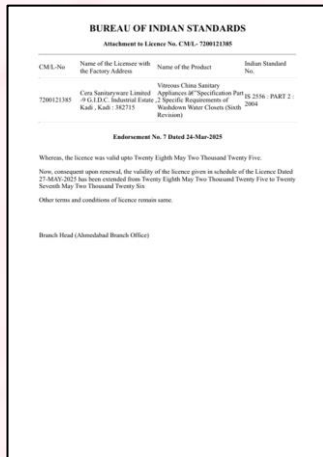 BUREAU OF INDIAN STANDARDS
Attachment to Licence No. CM/L- 7200121385
CM/L-No
Name of the Licensee with the Factory Address
Name of the Product
Indian Standard No.
7200121385
Cera Sanitaryware Limited
-9 G.I.D.C. Industrial Estate ,
Kadi , Kadi : 382715
Vitreous China Sanitary
Appliances â€“Specification Part
2 Specific Requirements of
Washdown Water Closets (Sixth
Revision)
IS 2556 : PART 2 :
2004
Endorsement No. 7 Dated 24-Mar-2025
Whereas, the licence was valid upto Twenty Eighth May Two Thousand Twenty Five.
Now, consequent upon renewal, the validity of the licence given in schedule of the Licence Dated
27-MAY-2025 has been extended from Twenty Eighth May Two Thousand Twenty Five to Twenty
Seventh May Two Thousand Twenty Six
Other terms and conditions of licence remain same.
Branch Head (Ahmedabad Branch Office)